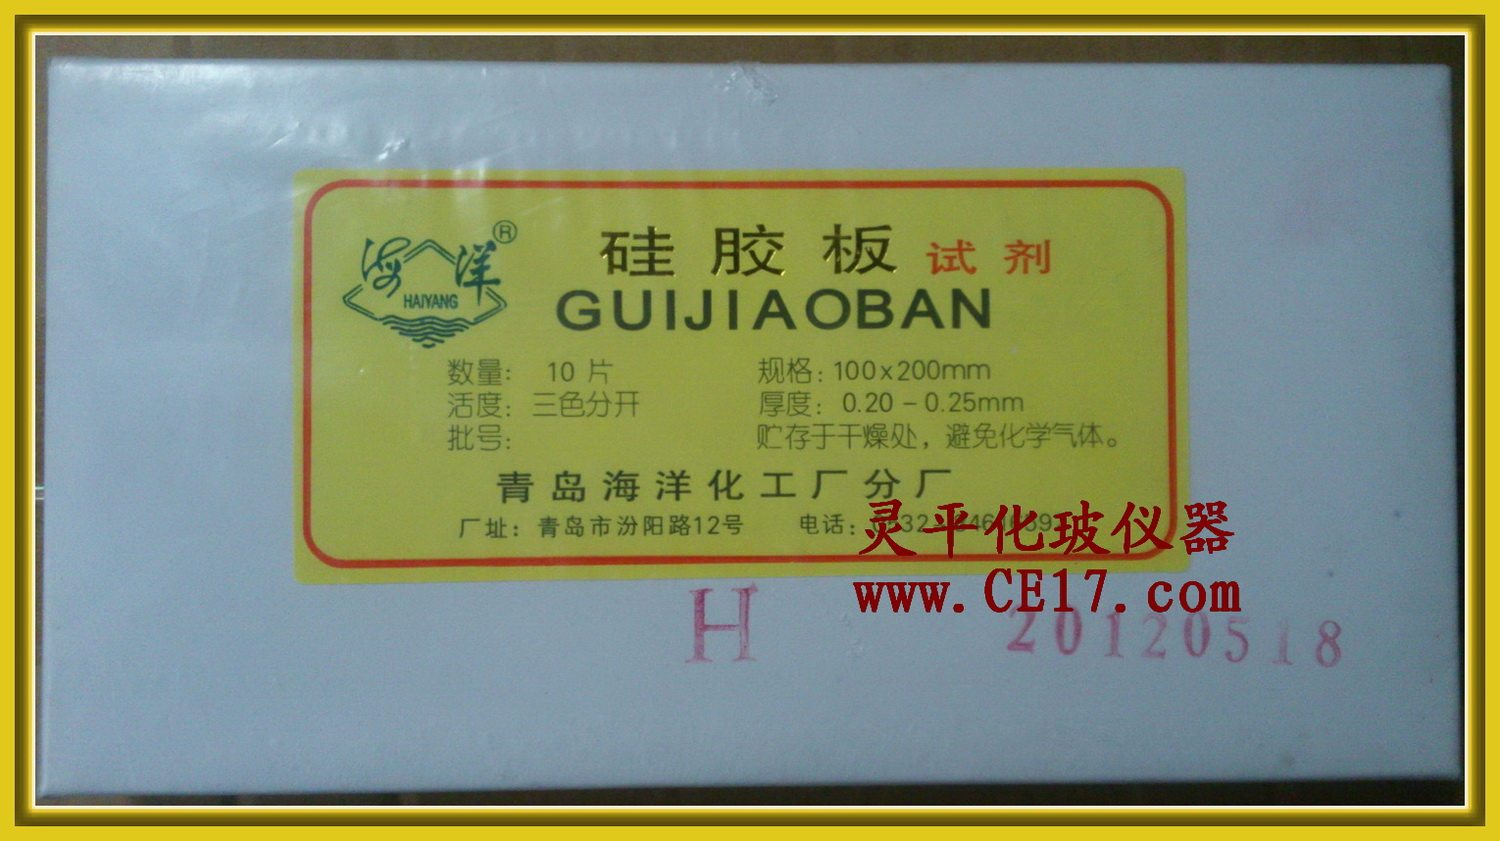 海洋®
HAIYANG
硅胶板 试剂
GUIJIAOBAN
数量: 10 片 规格: 100x200mm
活度: 三色分开 厚度: 0.20－0.25mm
批号: 贮存于干燥处，避免化学气体。
青岛海洋化工厂分厂
厂址: 青岛市汾阳路12号 电话:
灵平化玻仪器
www.CE17.com
H 20120518